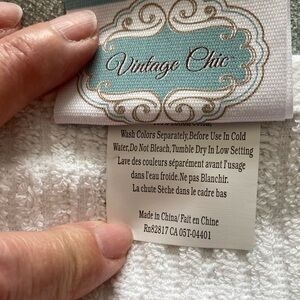 Vintage Chic
Wash Colors Separately,Before Use In Cold
Water,Do Not Bleach,Tumble Dry In Low Setting
Lave des couleurs séparément avant l'usage
dans l'eau froide.Ne pas Blanchir.
La chute Sèche dans le cadre bas
Made in China/ Fait en Chine
Rn82817 CA 05T-04401